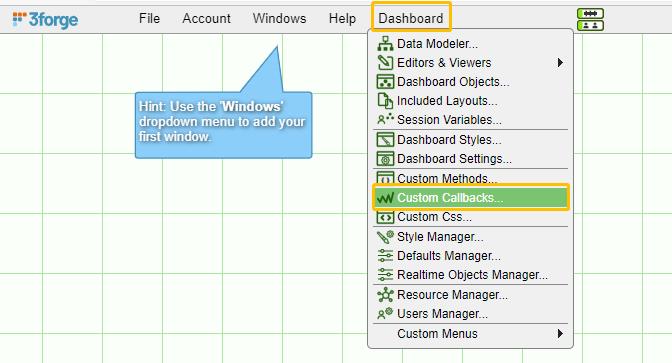 3forge File Account Windows Help Dashboard
Hint: Use the 'Windows'
dropdown menu to add your
first window.
Data Modeler...
Editors & Viewers
Dashboard Objects...
Included Layouts...
Session Variables...
Dashboard Styles...
Dashboard Settings...
Custom Methods...
Custom Callbacks...
Custom Css...
Style Manager...
Defaults Manager...
Realtime Objects Manager...
Resource Manager...
Users Manager...
Custom Menus